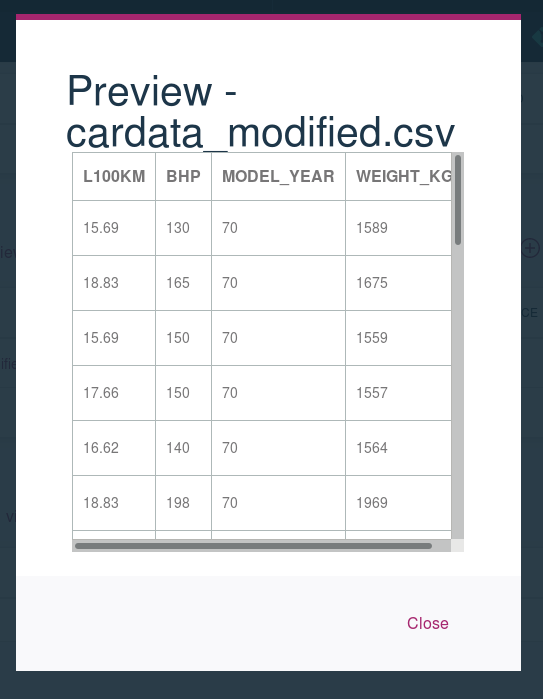 Preview -
cardata_modified.csv
L100KM BHP MODEL_YEAR WEIGHT_KG
15.69 130 70 1589
18.83 165 70 1675
15.69 150 70 1559
17.66 150 70 1557
16.62 140 70 1564
18.83 198 70 1969
Close